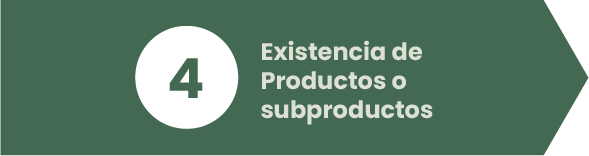 4
Existencia de
Productos o
subproductos